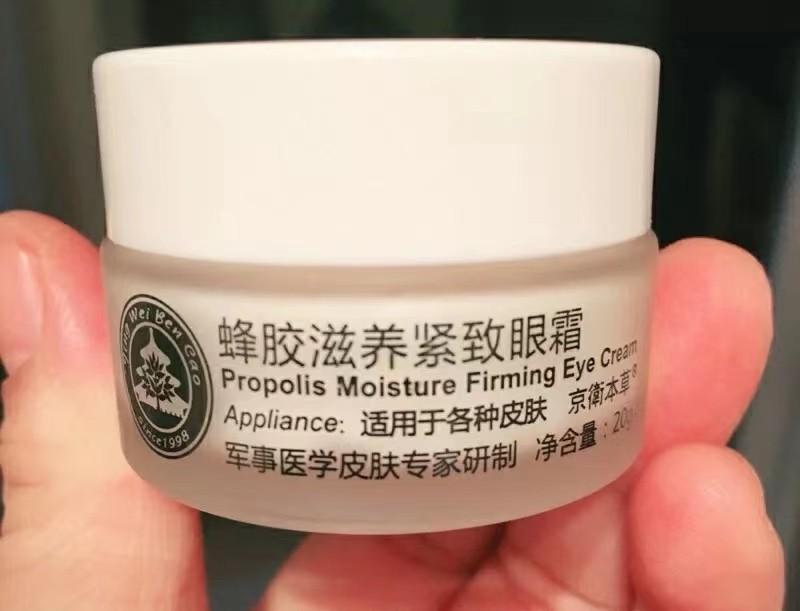 Jing Wei Ben Cao
since1998
蜂胶滋养紧致眼霜
Propolis Moisture Firming Eye Cream
Appliance: 适用于各种皮肤
京衛本草®
军事医学皮肤专家研制
净含量：20g